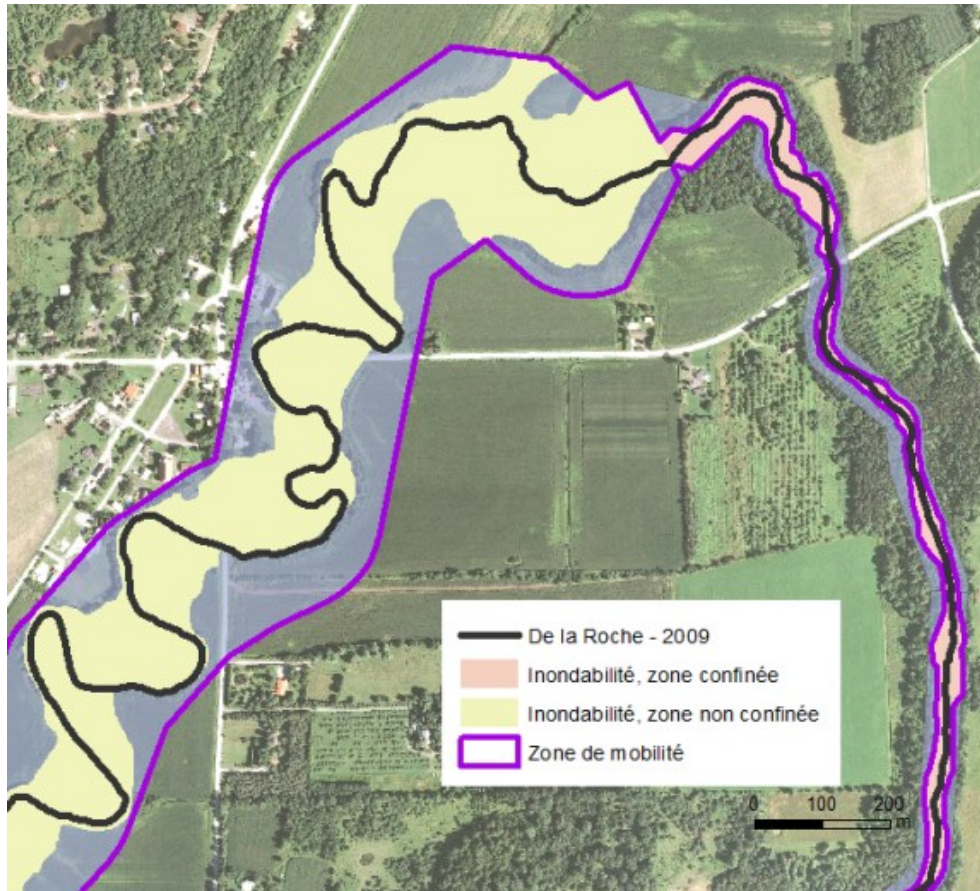 De la Roche - 2009
Inondabilité, zone confinée
Inondabilité, zone non confinée
Zone de mobilité
0 100 200
m